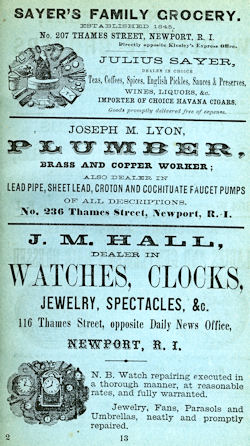 SAYER'S FAMILY GROCERY.
ESTABLISHED 1845,
No. 207 THAMES STREET, NEWPORT, R. I.
Directly opposite Kinsley's Express Office.
JULIUS SAYER,
DEALER IN CHOICE
Teas, Coffees, Spices, English Pickles, Sauces & Preserves,
WINES, LIQUORS, &c.
IMPORTER OF CHOICE HAVANA CIGARS.
Goods promptly delivered free of expense.
JOSEPH M. LYON,
PLUMBER,
BRASS AND COPPER WORKER;
ALSO DEALER IN
LEAD PIPE, SHEET LEAD, CROTON AND COCHITUATE FAUCET PUMPS
OF ALL DESCRIPTIONS.
No. 236 Thames Street, Newport, R. I.
J. M. HALL,
DEALER IN
WATCHES, CLOCKS,
JEWELRY, SPECTACLES, &c.
116 Thames Street, opposite Daily News Office,
NEWPORT, R. I.
N. B. Watch repairing executed in
a thorough manner, at reasonable
rates, and fully warranted.
Jewelry, Fans, Parasols and
Umbrellas, neatly and promptly
repaired.
2 13